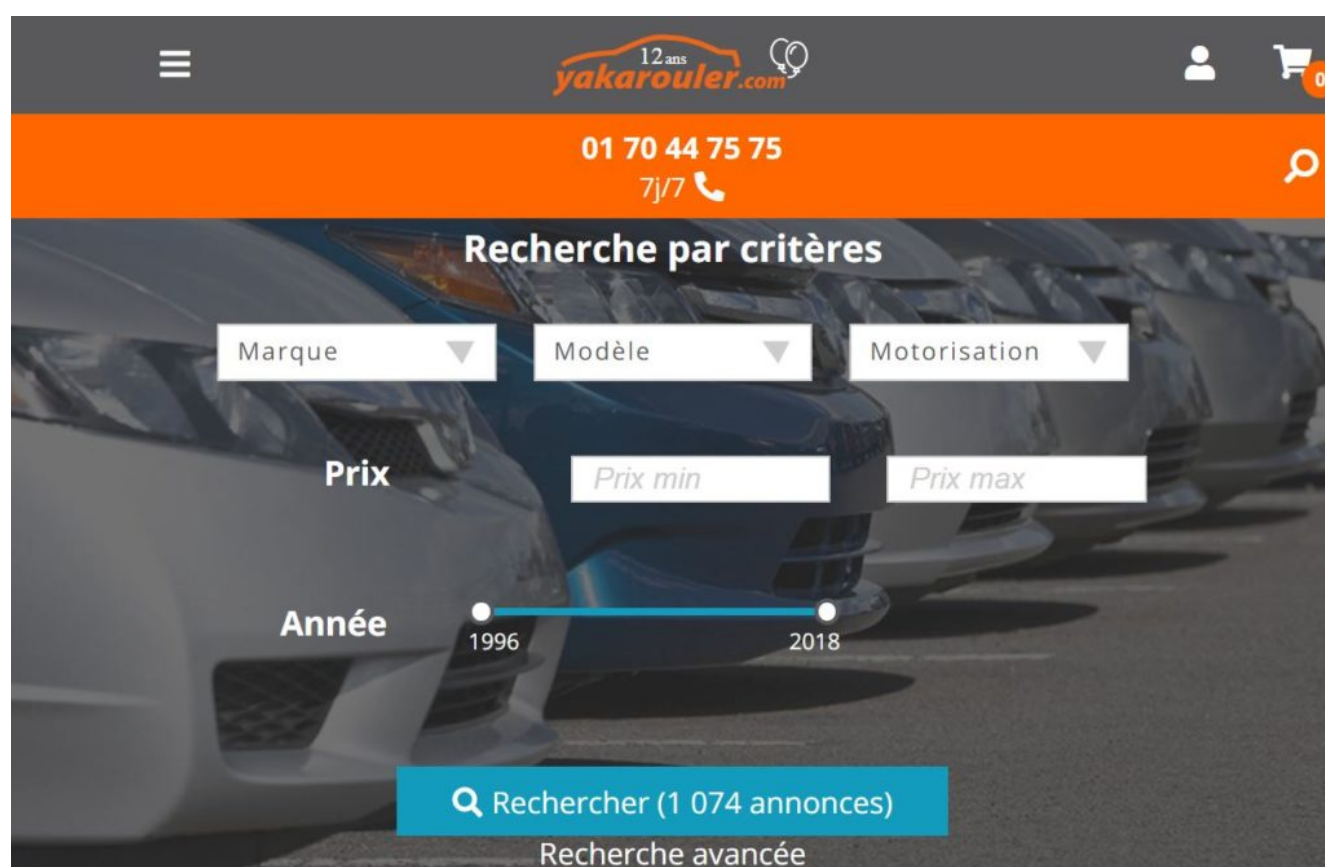 12 ans
yakarouler.com
0
01 70 44 75 75
7j/7
Recherche par critères
Marque
Modèle
Motorisation
Prix
Prix min
Prix max
Année
1996
2018
Rechercher (1 074 annonces)
Recherche avancée